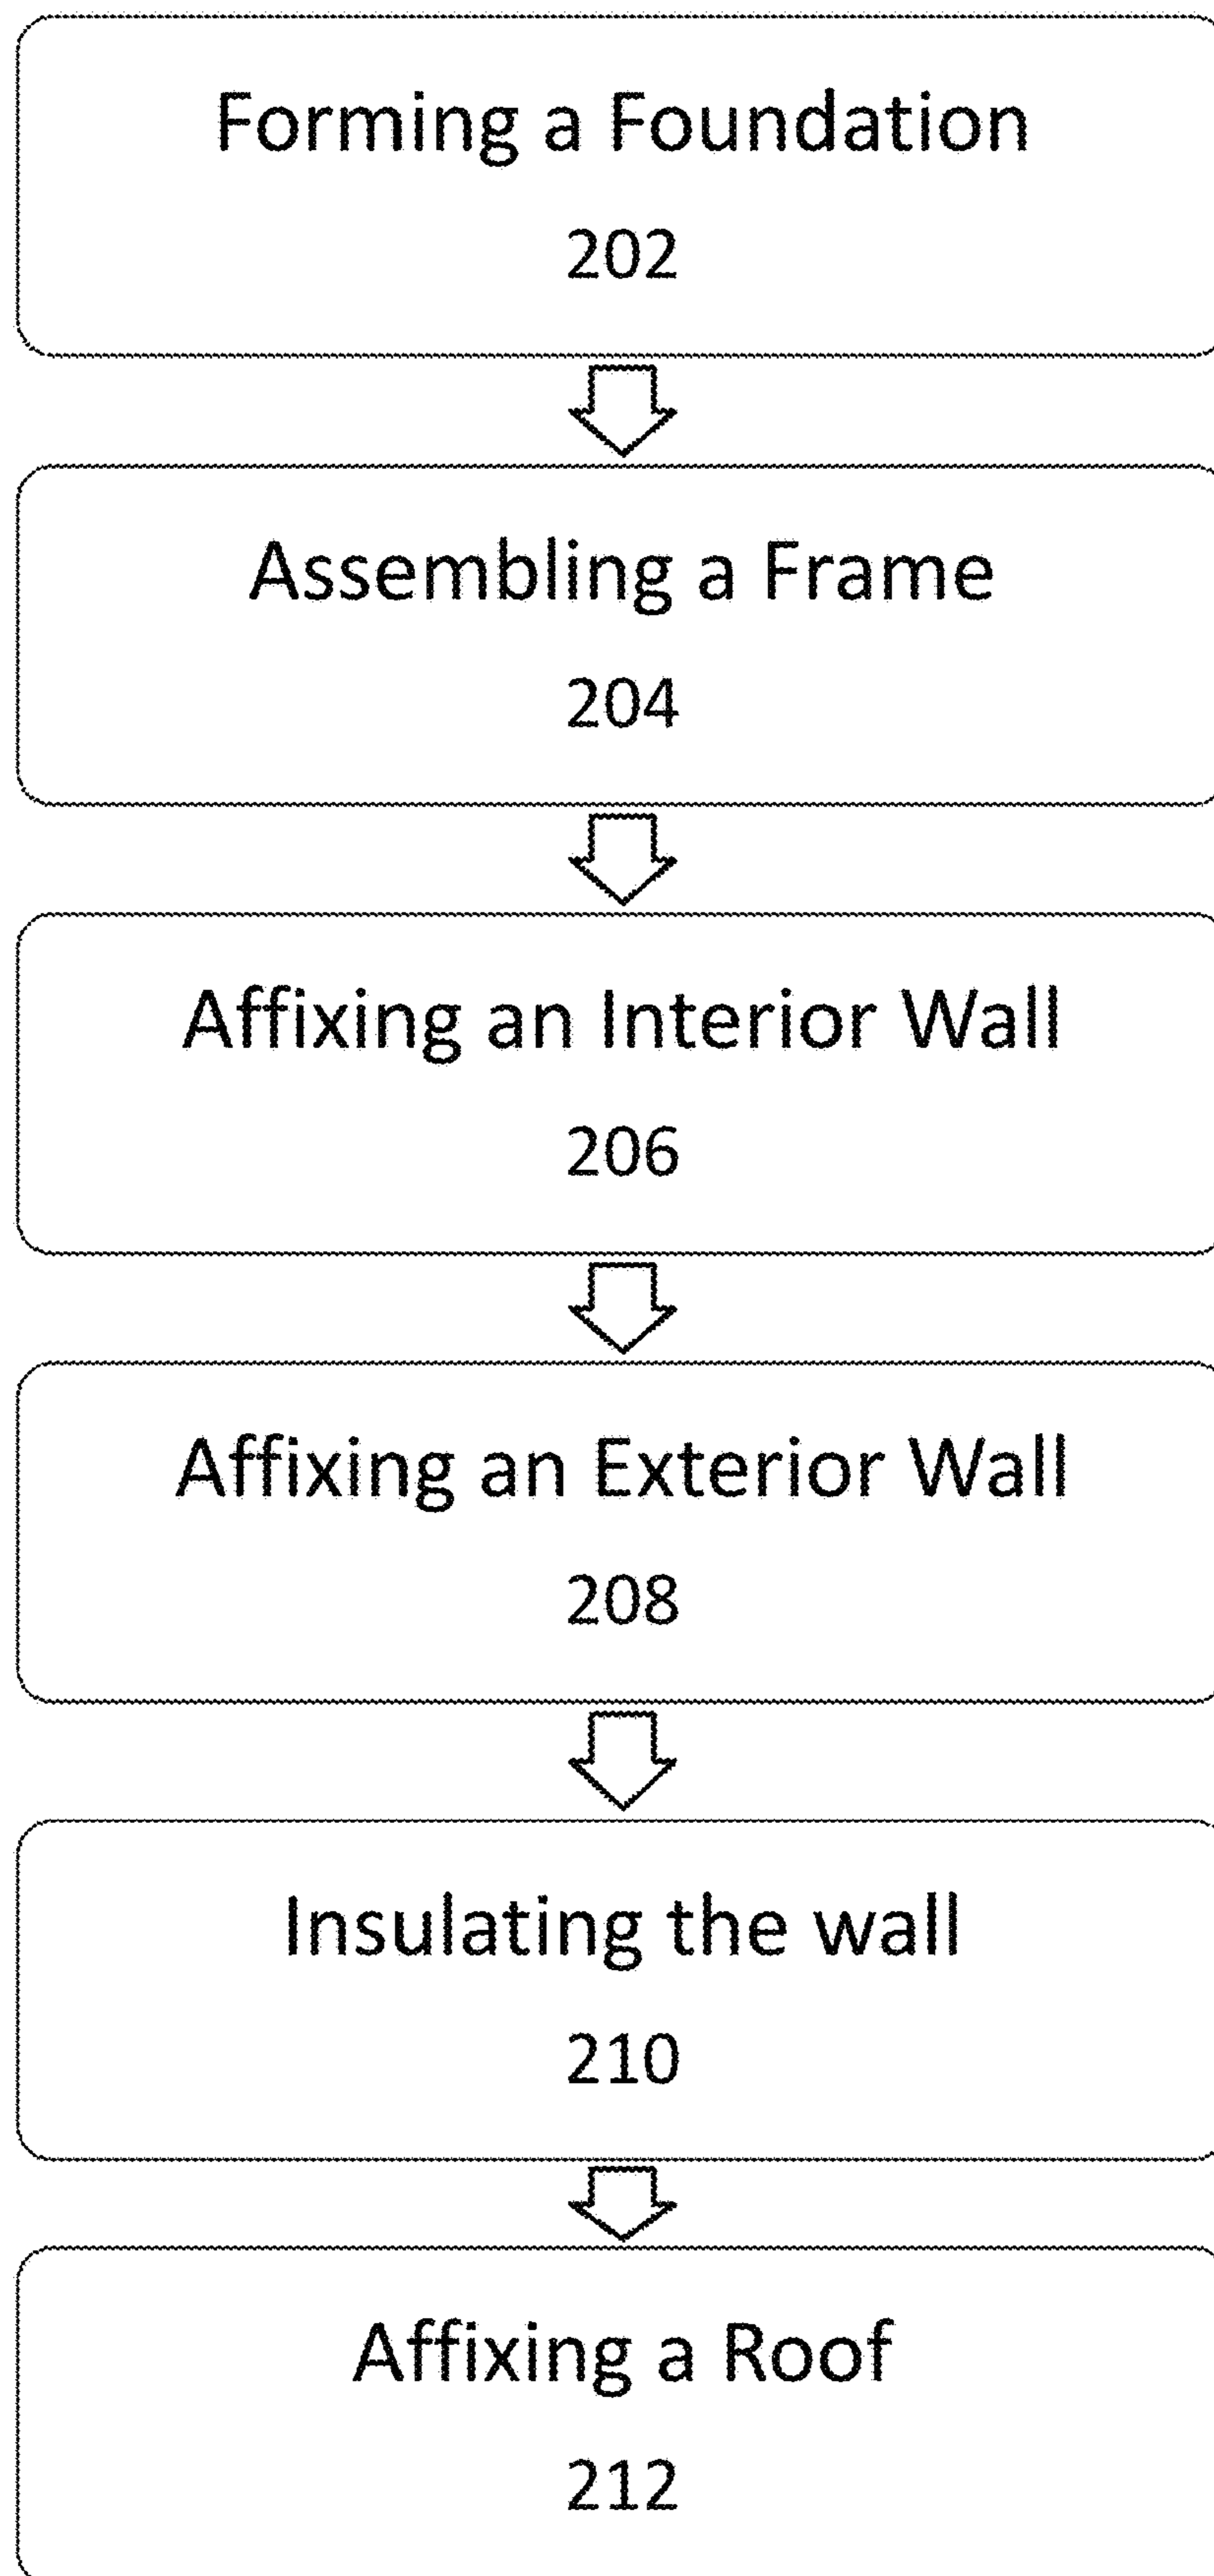 Forming a Foundation
202
Assembling a Frame
204
Affixing an Interior Wall
206
Affixing an Exterior Wall
208
Insulating the wall
210
Affixing a Roof
212